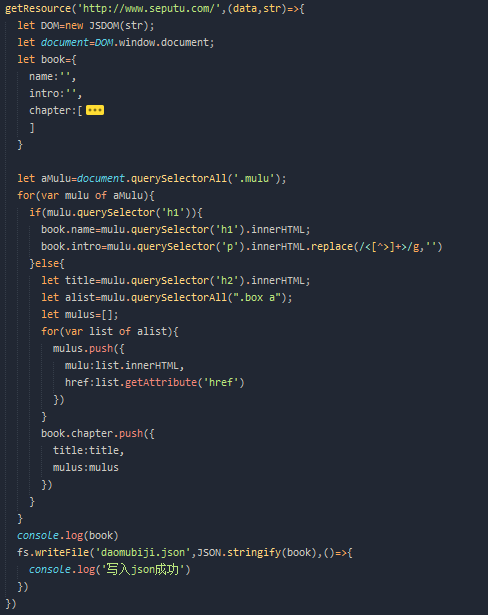 getResource('http://www.seputu.com/',(data,str)=>{
let DOM=new JSDOM(str);
let document=DOM.window.document;
let book={
name:'',
intro:'',
chapter:[ ···
]
}
let aMulu=document.querySelectorAll('.mulu');
for(var mulu of aMulu){
if(mulu.querySelector('h1')){
book.name=mulu.querySelector('h1').innerHTML;
book.intro=mulu.querySelector('p').innerHTML.replace(/<[^>]+>/g,'')
}else{
let title=mulu.querySelector('h2').innerHTML;
let alist=mulu.querySelectorAll(".box a");
let mulus=[];
for(var list of alist){
mulus.push({
mulu:list.innerHTML,
href:list.getAttribute('href')
})
}
book.chapter.push({
title:title,
mulus:mulus
})
}
}
console.log(book)
fs.writeFile('daomubiji.json',JSON.stringify(book),()=>{
console.log('写入json成功')
})
})